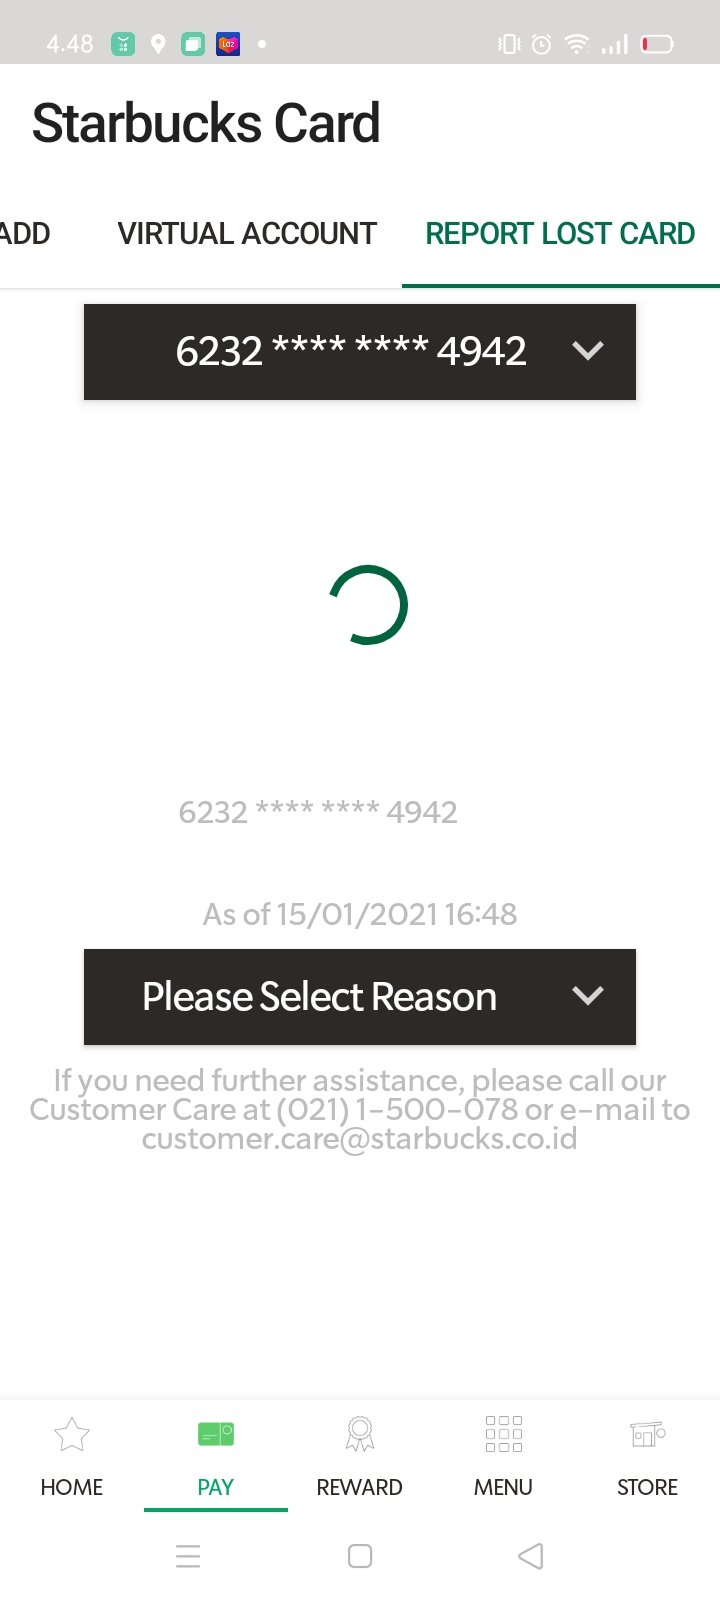 4.48
Starbucks Card
ADD VIRTUAL ACCOUNT REPORT LOST CARD
6232 **** **** 4942
6232 **** **** 4942
As of 15/01/2021 16:48
Please Select Reason
If you need further assistance, please call our
Customer Care at (021) 1-500-078 or e-mail to
customer.care@starbucks.co.id
HOME PAY REWARD MENU STORE